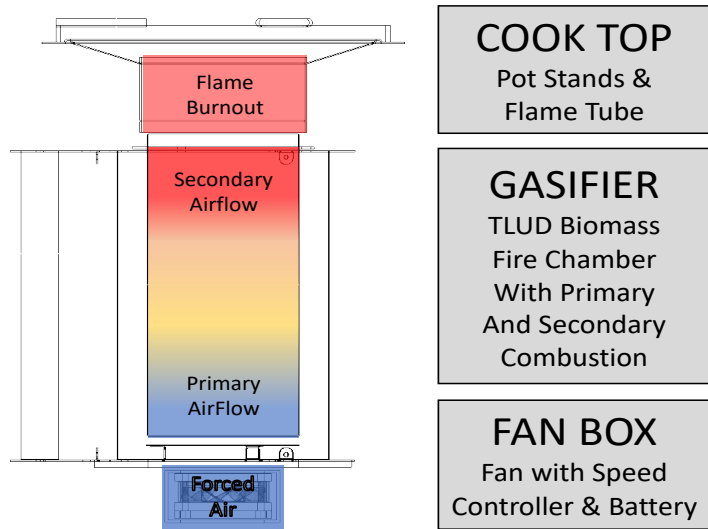 Flame
Burnout
Secondary
Airflow
Primary
AirFlow
Forced
Air
COOK TOP
Pot Stands &
Flame Tube
GASIFIER
TLUD Biomass
Fire Chamber
With Primary
And Secondary
Combustion
FAN BOX
Fan with Speed
Controller & Battery